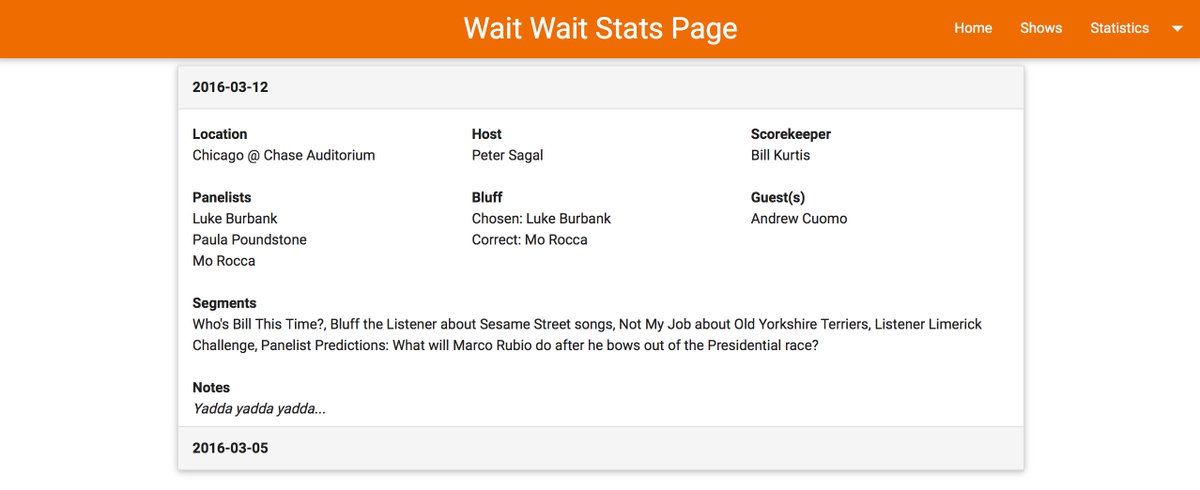 Wait Wait Stats Page
Home Shows Statistics
2016-03-12
Location
Chicago @ Chase Auditorium
Host
Peter Sagal
Scorekeeper
Bill Kurtis
Panelists
Luke Burbank
Paula Poundstone
Mo Rocca
Bluff
Chosen: Luke Burbank
Correct: Mo Rocca
Guest(s)
Andrew Cuomo
Segments
Who's Bill This Time?, Bluff the Listener about Sesame Street songs, Not My Job about Old Yorkshire Terriers, Listener Limerick
Challenge, Panelist Predictions: What will Marco Rubio do after he bows out of the Presidential race?
Notes
Yadda yadda yadda...
2016-03-05